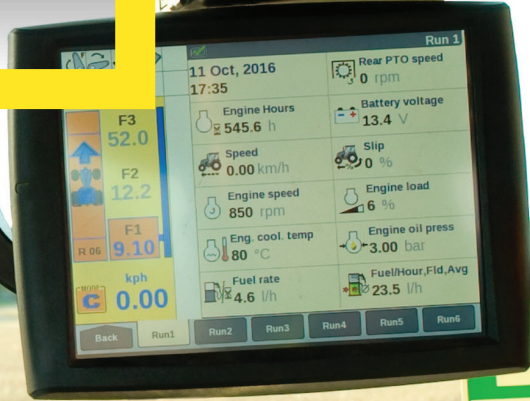 Run 1
11 Oct, 2016
17:35
Rear PTO speed
0 rpm
Engine Hours
545.6 h
Battery voltage
13.4 V
Speed
0.00 km/h
Slip
0 %
Engine speed
850 rpm
Engine load
6 %
Eng. cool. temp
80 °C
Engine oil press
3.00 bar
Fuel rate
4.6 l/h
Fuel/Hour,Fld,Avg
23.5 l/h
F3
52.0
F2
12.2
F1
9.10
R 06
kph
MODE
C
0.00
Back
Run1
Run2
Run3
Run4
Run5
Run6